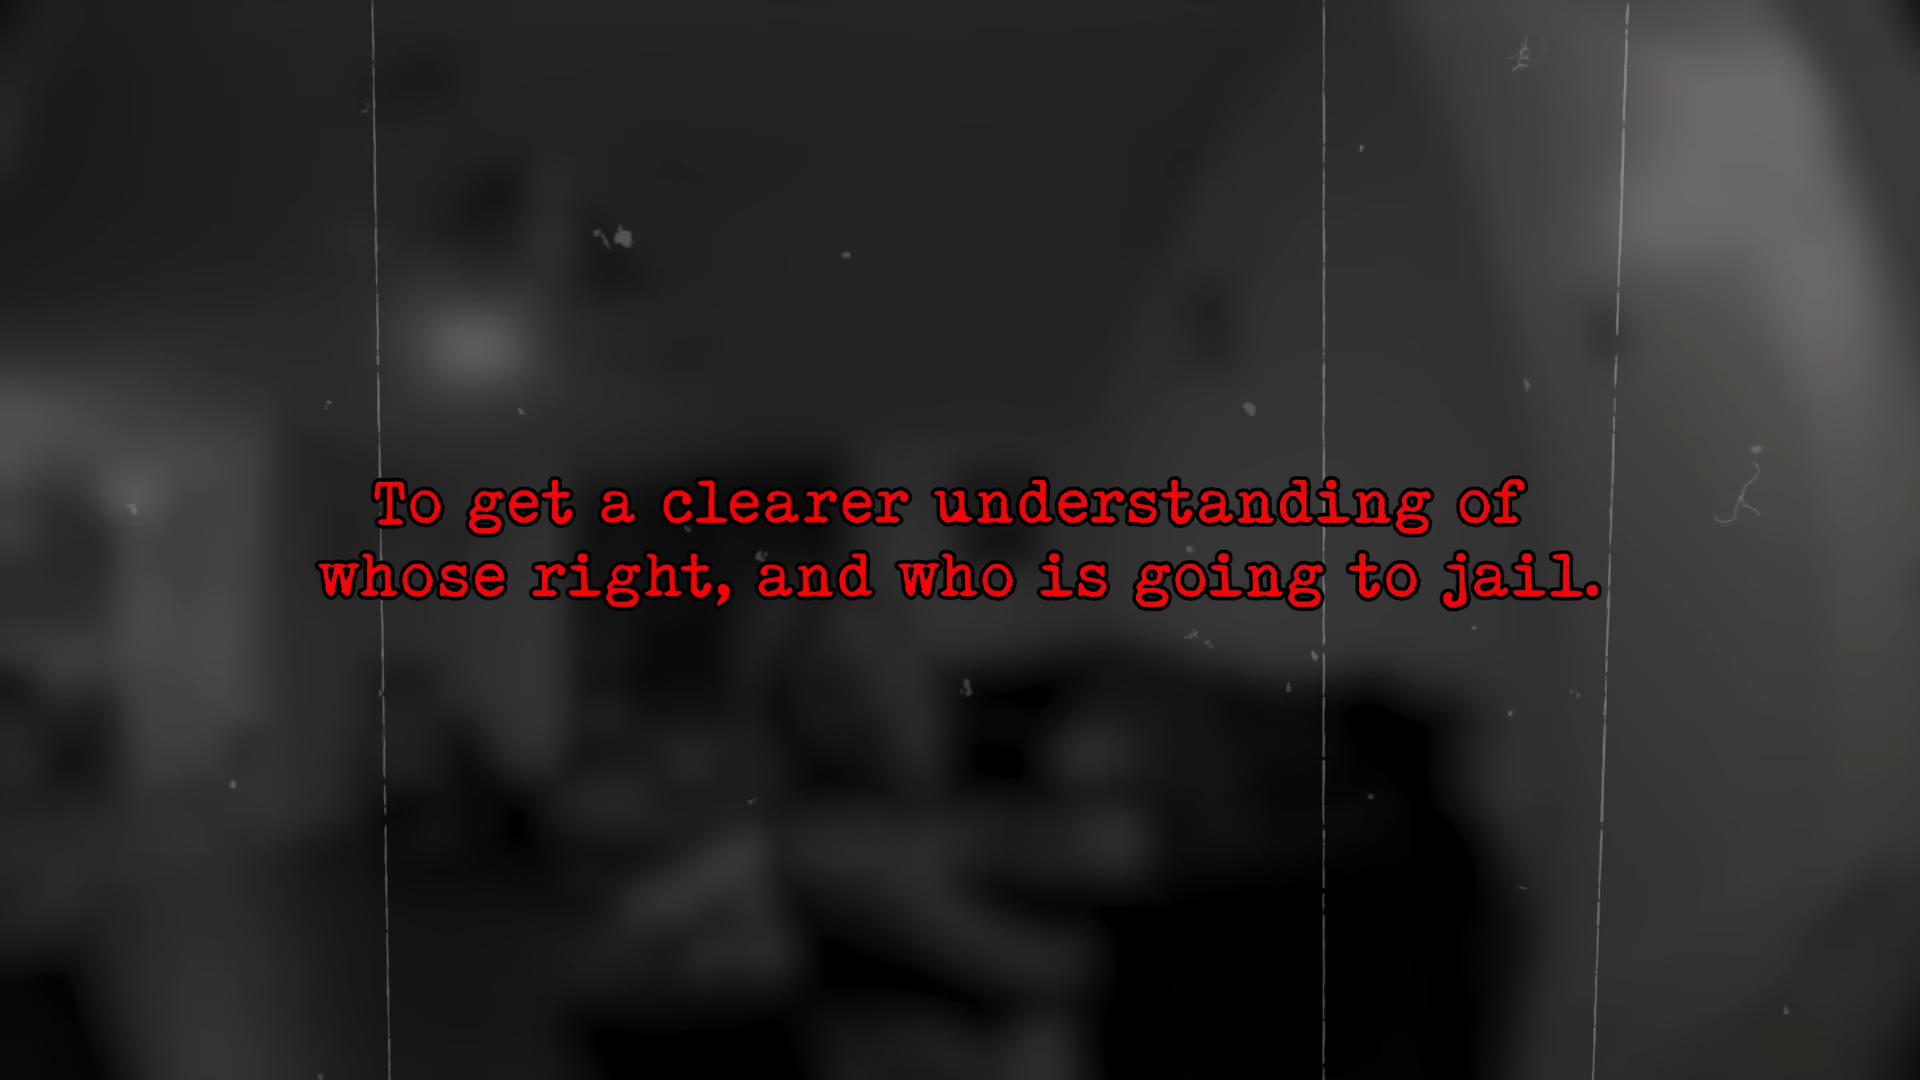 To get a clearer understanding of
whose right, and who is going to jail.